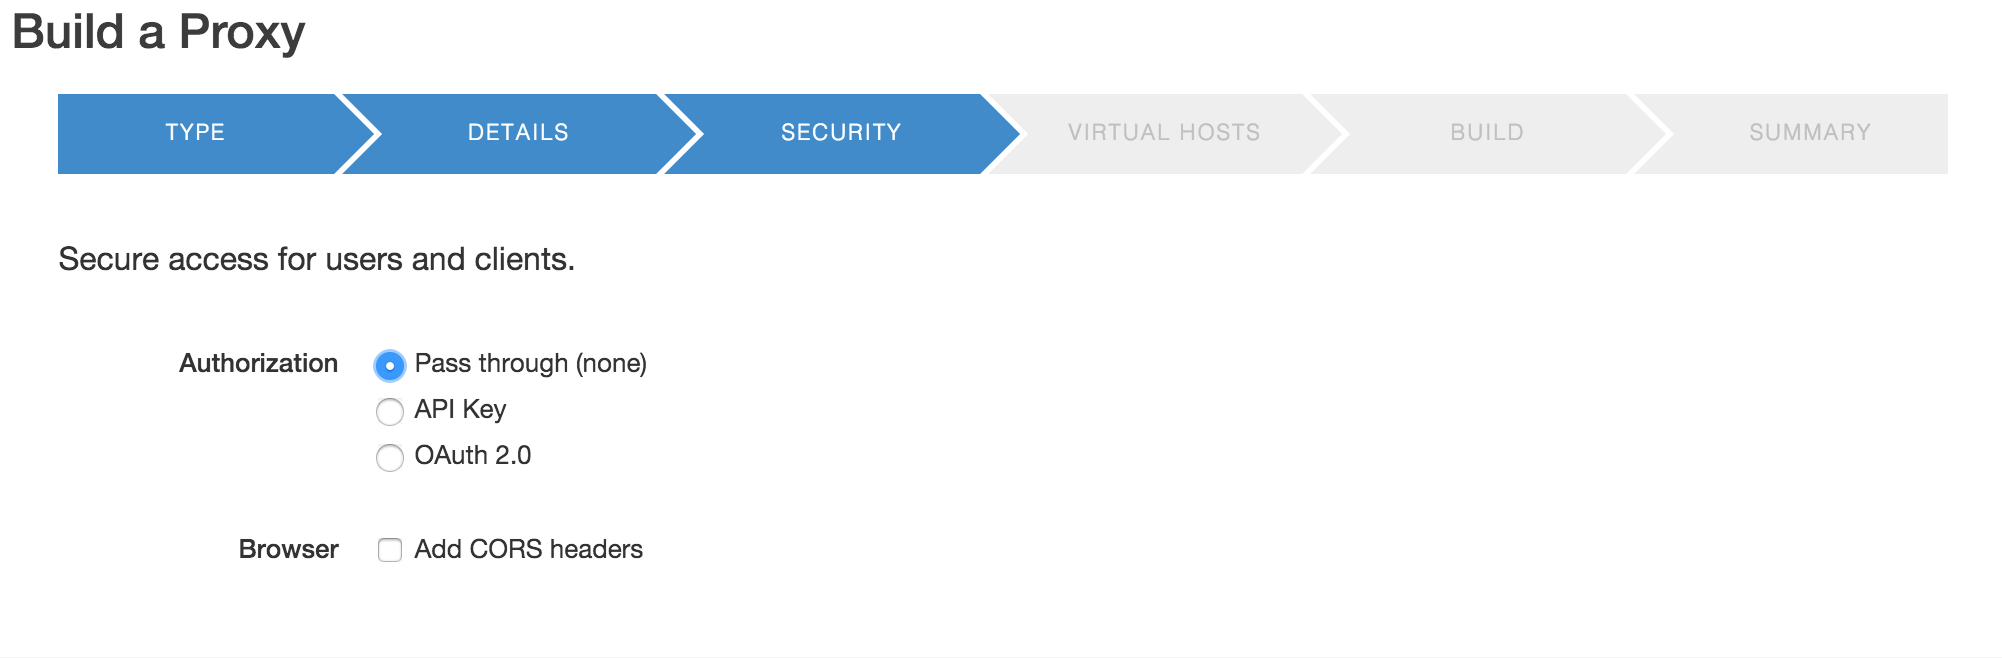 Build a Proxy
TYPE DETAILS SECURITY VIRTUAL HOSTS BUILD SUMMARY
Secure access for users and clients.
Authorization Pass through (none)
API Key
OAuth 2.0
Browser Add CORS headers